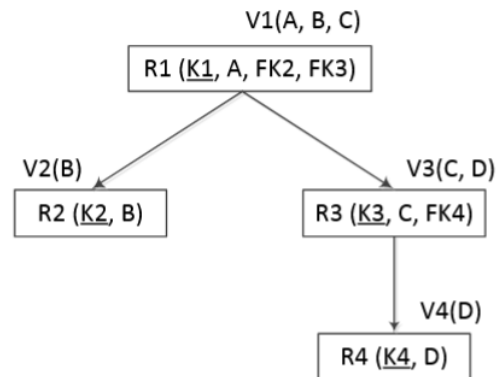 V1(A, B, C)
R1 (K1, A, FK2, FK3)
V2(B)
V3(C, D)
R2 (K2, B)
R3 (K3, C, FK4)
V4(D)
R4 (K4, D)